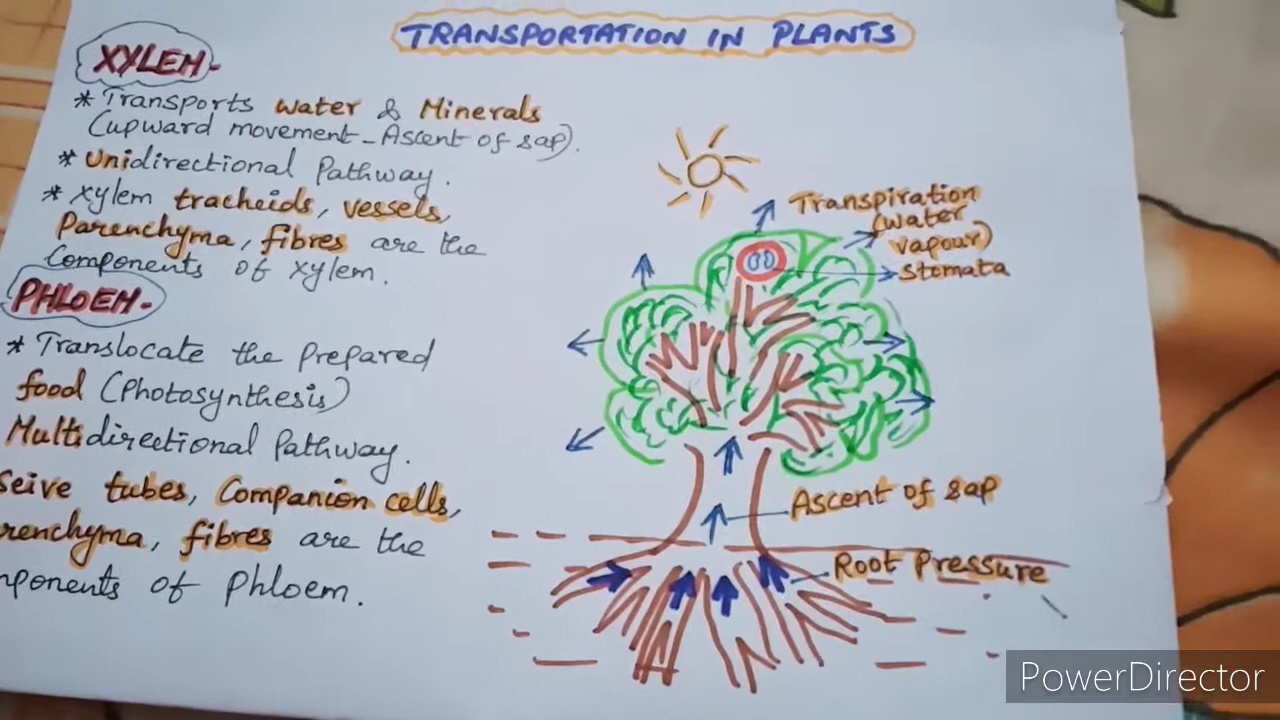 TRANSPORTATION IN PLANTS
XYLEM-
* Transports water & Minerals
(upward movement - Ascent of sap).
* Unidirectional Pathway.
* xylem tracheids, vessels,
Parenchyma, fibres are the
Components of xylem.
PHLOEM-
* Translocate the prepared
food (Photosynthesis)
Multidirectional Pathway.
Seive tubes, Companion cells,
renchyma, fibres are the
mponents of Phloem.
Transpiration
(water
vapour)
Stomata
Ascent of sap
Root Pressure
PowerDirector